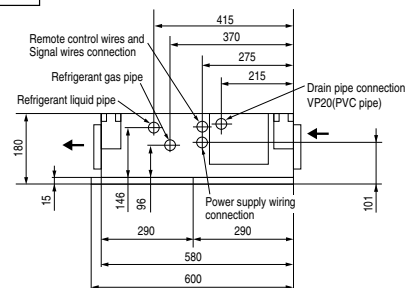 415
370
275
215
Remote control wires and
Signal wires connection
Refrigerant gas pipe
Refrigerant liquid pipe
Drain pipe connection
VP20(PVC pipe)
180
15
146
96
Power supply wiring
connection
101
290
290
580
600